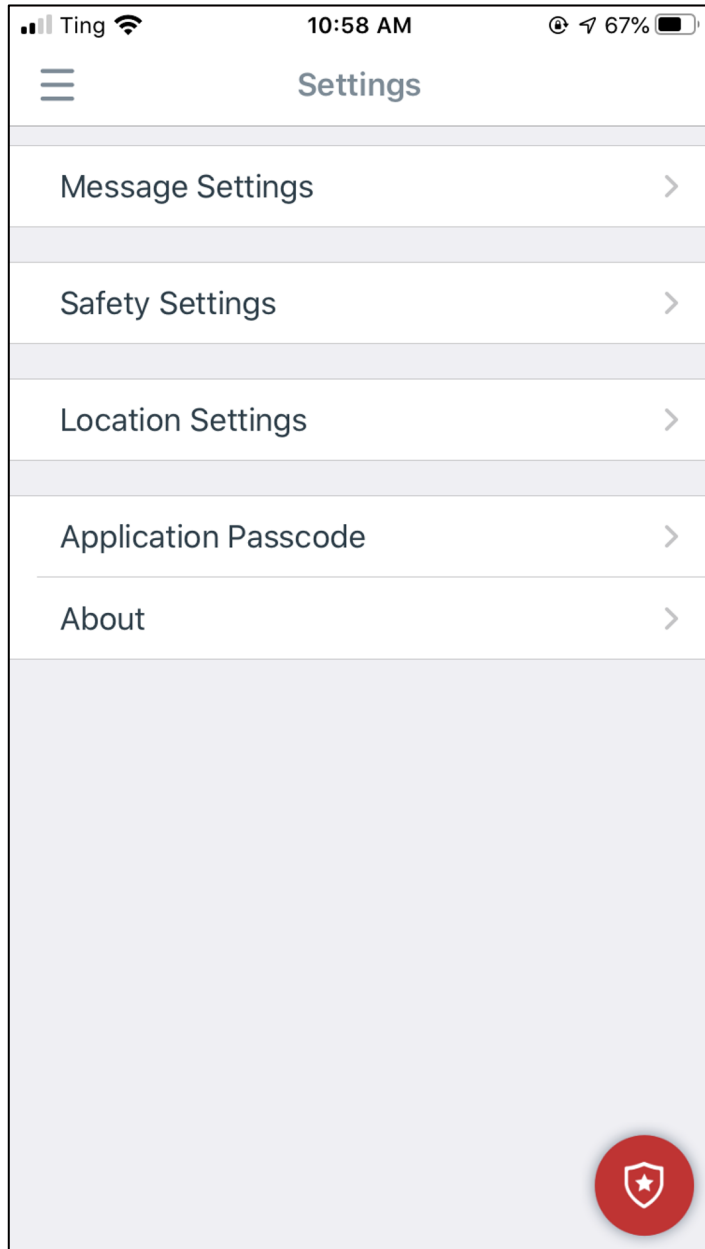 Ting 10:58 AM 67%
Settings
Message Settings
Safety Settings
Location Settings
Application Passcode
About